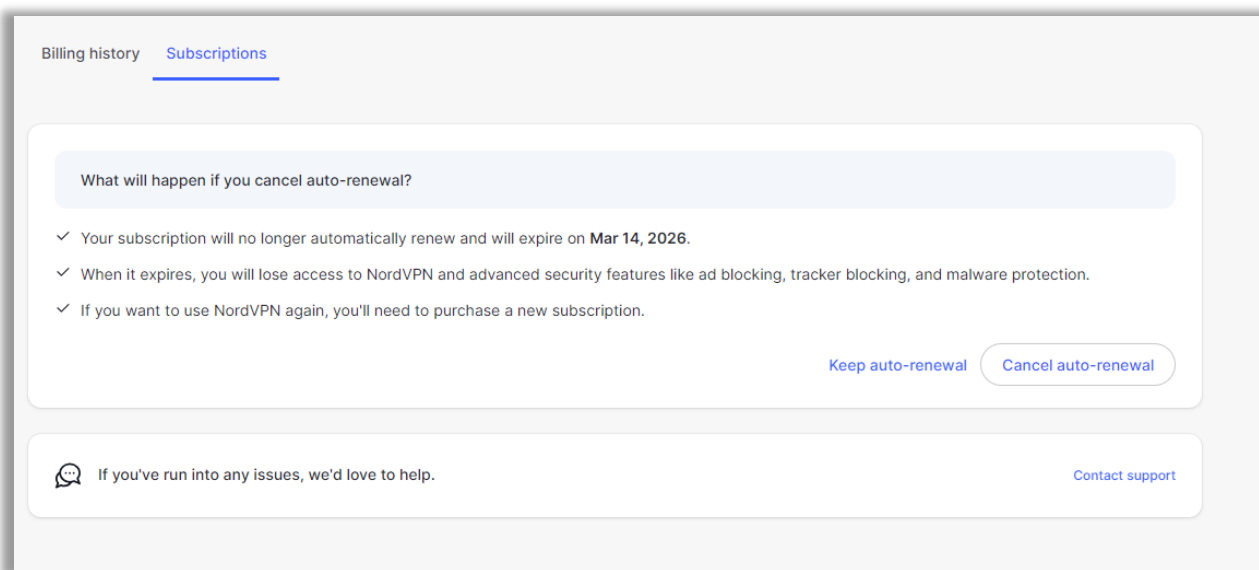 Billing history
Subscriptions
What will happen if you cancel auto-renewal?
Your subscription will no longer automatically renew and will expire on Mar 14, 2026.
When it expires, you will lose access to NordVPN and advanced security features like ad blocking, tracker blocking, and malware protection.
If you want to use NordVPN again, you'll need to purchase a new subscription.
Keep auto-renewal
Cancel auto-renewal
If you've run into any issues, we'd love to help.
Contact support